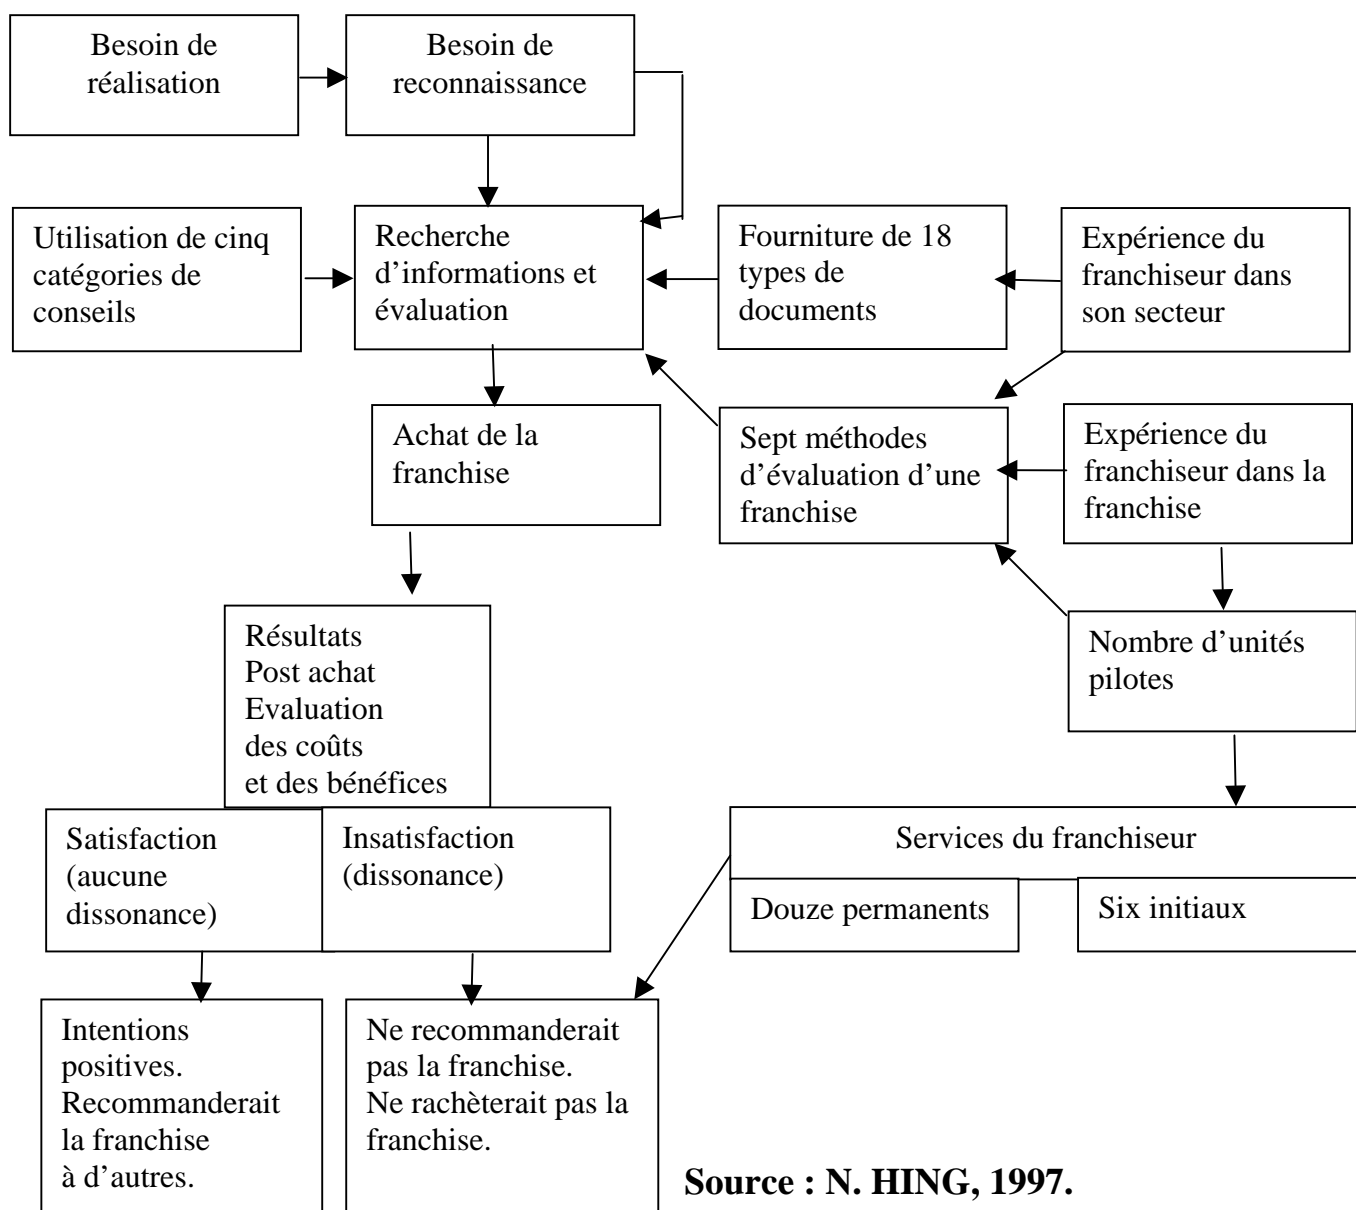 Besoin de
réalisation
Besoin de
reconnaissance
Utilisation de cinq
catégories de
conseils
Recherche
d’informations et
évaluation
Fourniture de 18
types de
documents
Expérience du
franchiseur dans
son secteur
Achat de la
franchise
Sept méthodes
d’évaluation d’une
franchise
Expérience du
franchiseur dans la
franchise
Résultats
Post achat
Evaluation
des coûts
et des bénéfices
Nombre d’unités
pilotes
Satisfaction
(aucune
dissonance)
Insatisfaction
(dissonance)
Services du franchiseur
Douze permanents
Six initiaux
Intentions
positives.
Recommanderait
la franchise
à d’autres.
Ne recommanderait
pas la franchise.
Ne rachèterait pas la
franchise.
Source : N. HING, 1997.